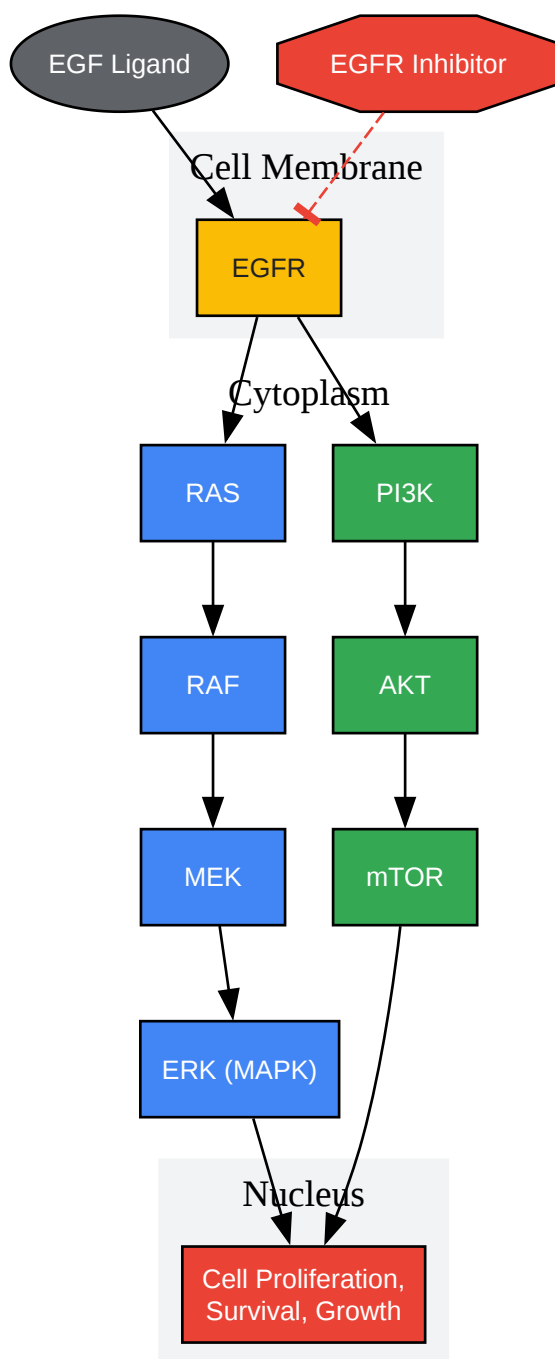 EGF Ligand
EGFR Inhibitor
Cell Membrane
EGFR
Cytoplasm
RAS
PI3K
RAF
AKT
MEK
mTOR
ERK (MAPK)
Nucleus
Cell Proliferation,
Survival, Growth